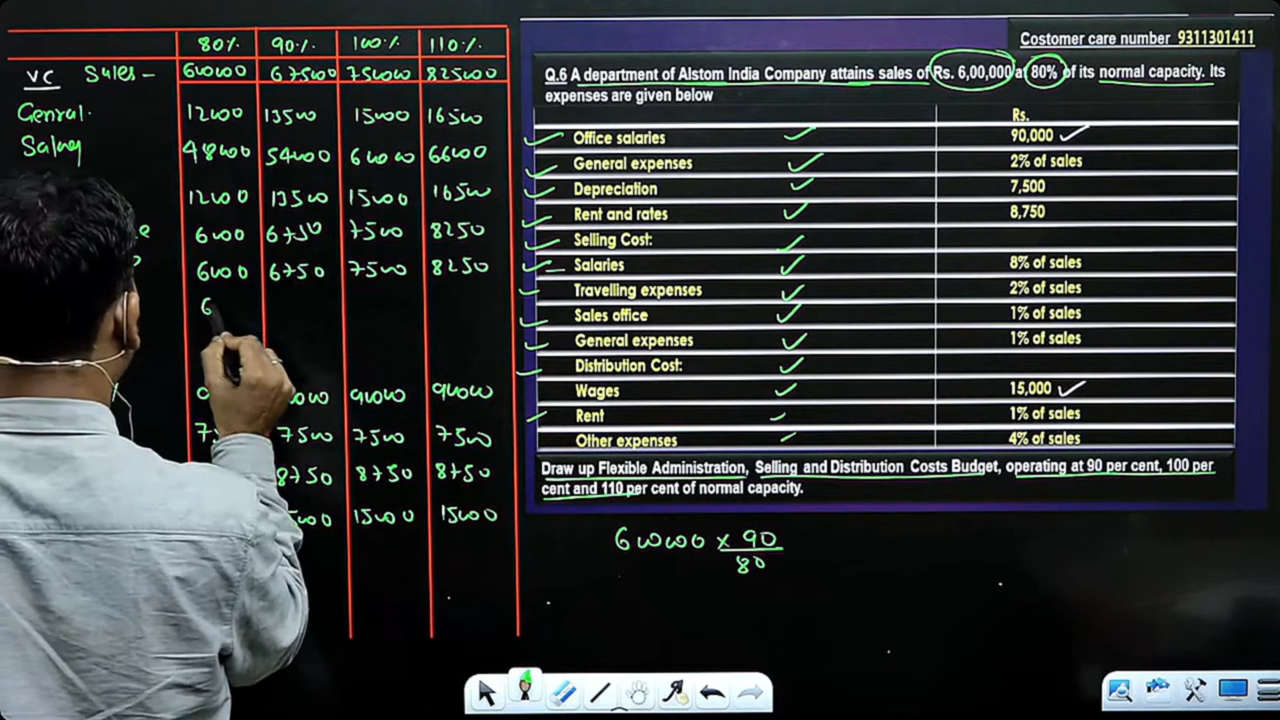 80% 90% 100% 110%
VC Sales - 600000 675000 750000 825000
Genral. 12000 13500 15000 16500
Salary 48000 54000 60000 66000
12000 13500 15000 16500
e 6000 6750 7500 8250
6000 6750 7500 8250
6
90000 90000
7500 7500 7500
8750 8750 8750
15000 15000
Costomer care number 9311301411
Q.6 A department of Alstom India Company attains sales of Rs. 6,00,000 at 80% of its normal capacity. Its
expenses are given below
Rs.
Office salaries 90,000
General expenses 2% of sales
Depreciation 7,500
Rent and rates 8,750
Selling Cost:
Salaries 8% of sales
Travelling expenses 2% of sales
Sales office 1% of sales
General expenses 1% of sales
Distribution Cost:
Wages 15,000
Rent 1% of sales
Other expenses 4% of sales
Draw up Flexible Administration, Selling and Distribution Costs Budget, operating at 90 per cent, 100 per
cent and 110 per cent of normal capacity.
600000 x 90
80